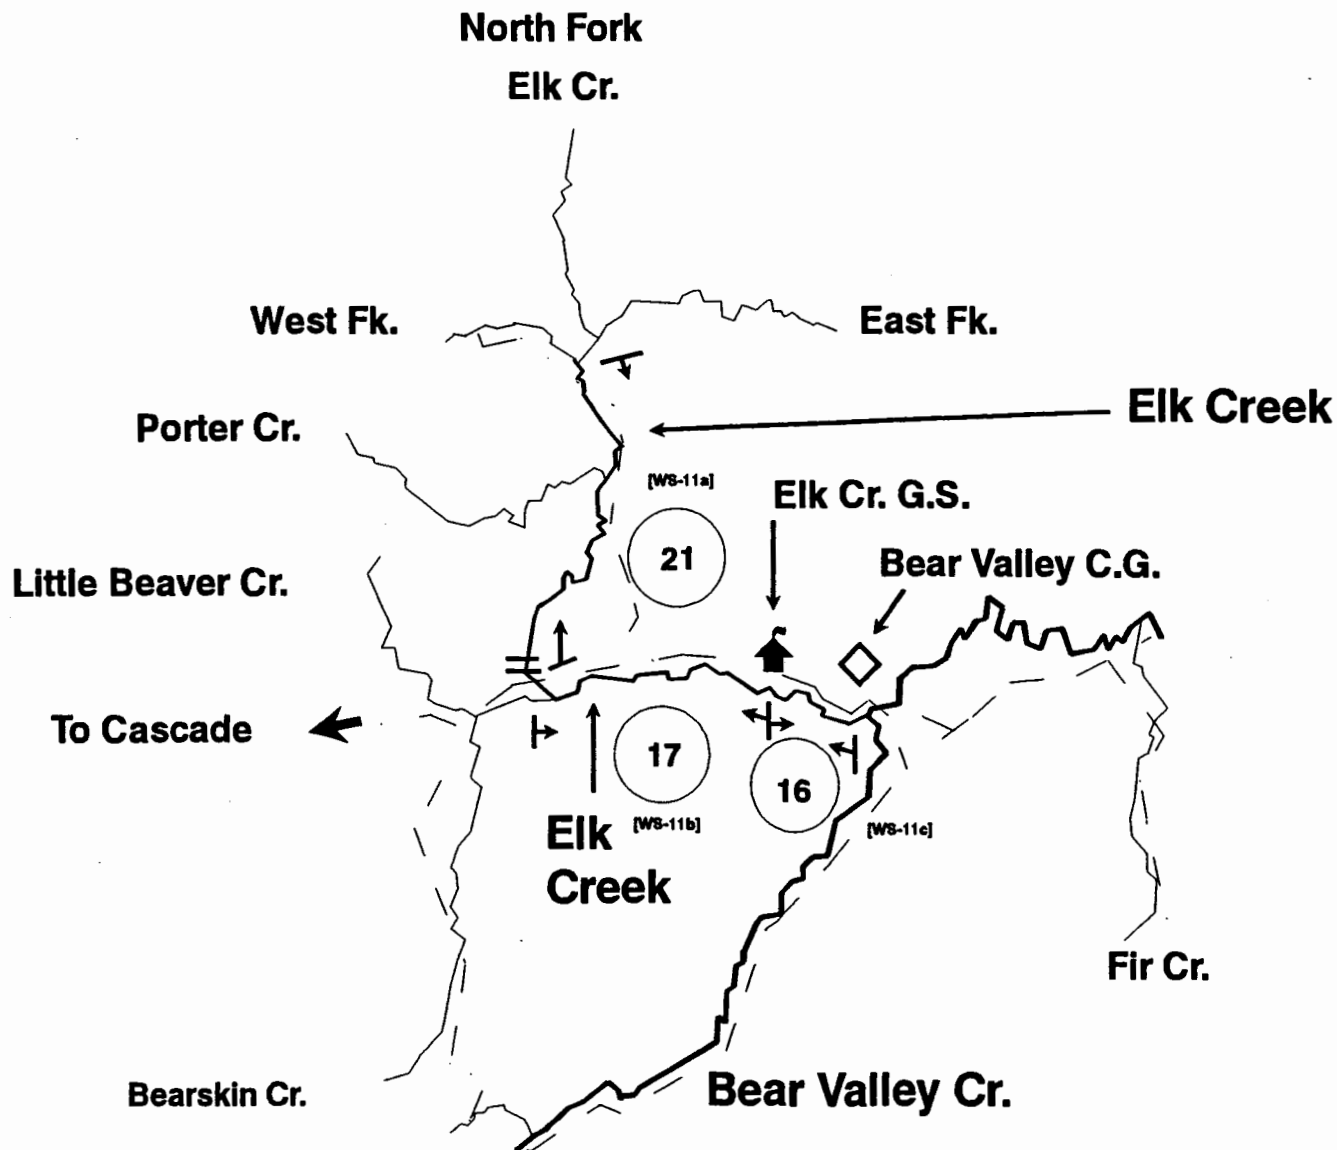 North Fork
Elk Cr.
West Fk.
East Fk.
Elk Creek
Porter Cr.
[WS-11a]
Elk Cr. G.S.
21
Bear Valley C.G.
Little Beaver Cr.
To Cascade
17
16
Elk
Creek
[WS-11b]
[WS-11c]
Fir Cr.
Bearskin Cr.
Bear Valley Cr.